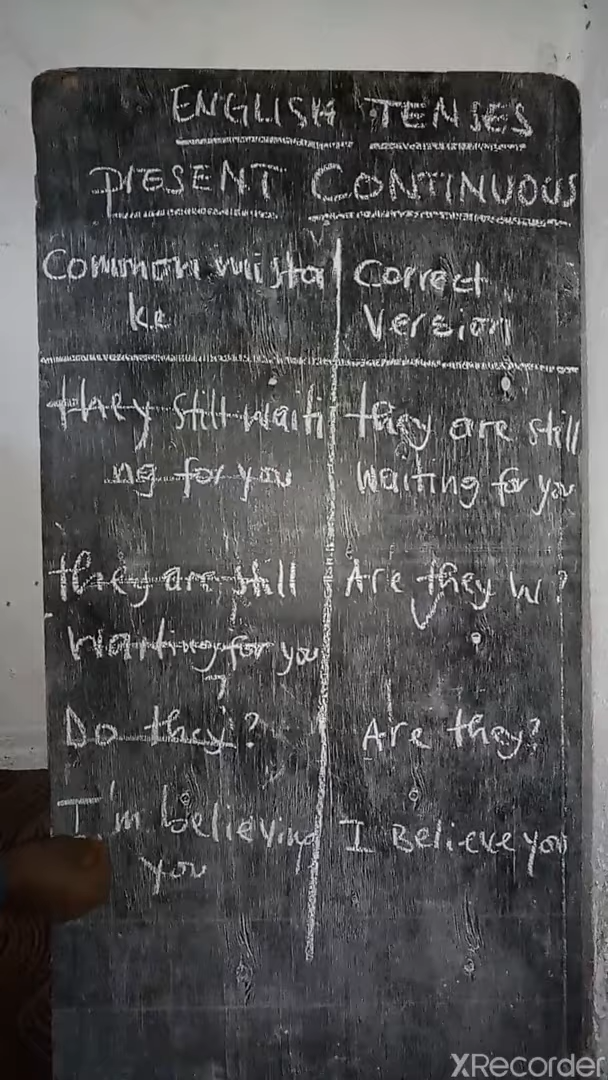 ENGLISH TENSES
PRESENT CONTINUOUS
Common mista
ke
Correct
Version
they still waiti
ng for you
they are still
waiting for you
they are still
waiting for you
?
Are they w?
Do they?
Are they?
I'm believing
you
I Believe you
XRecorder